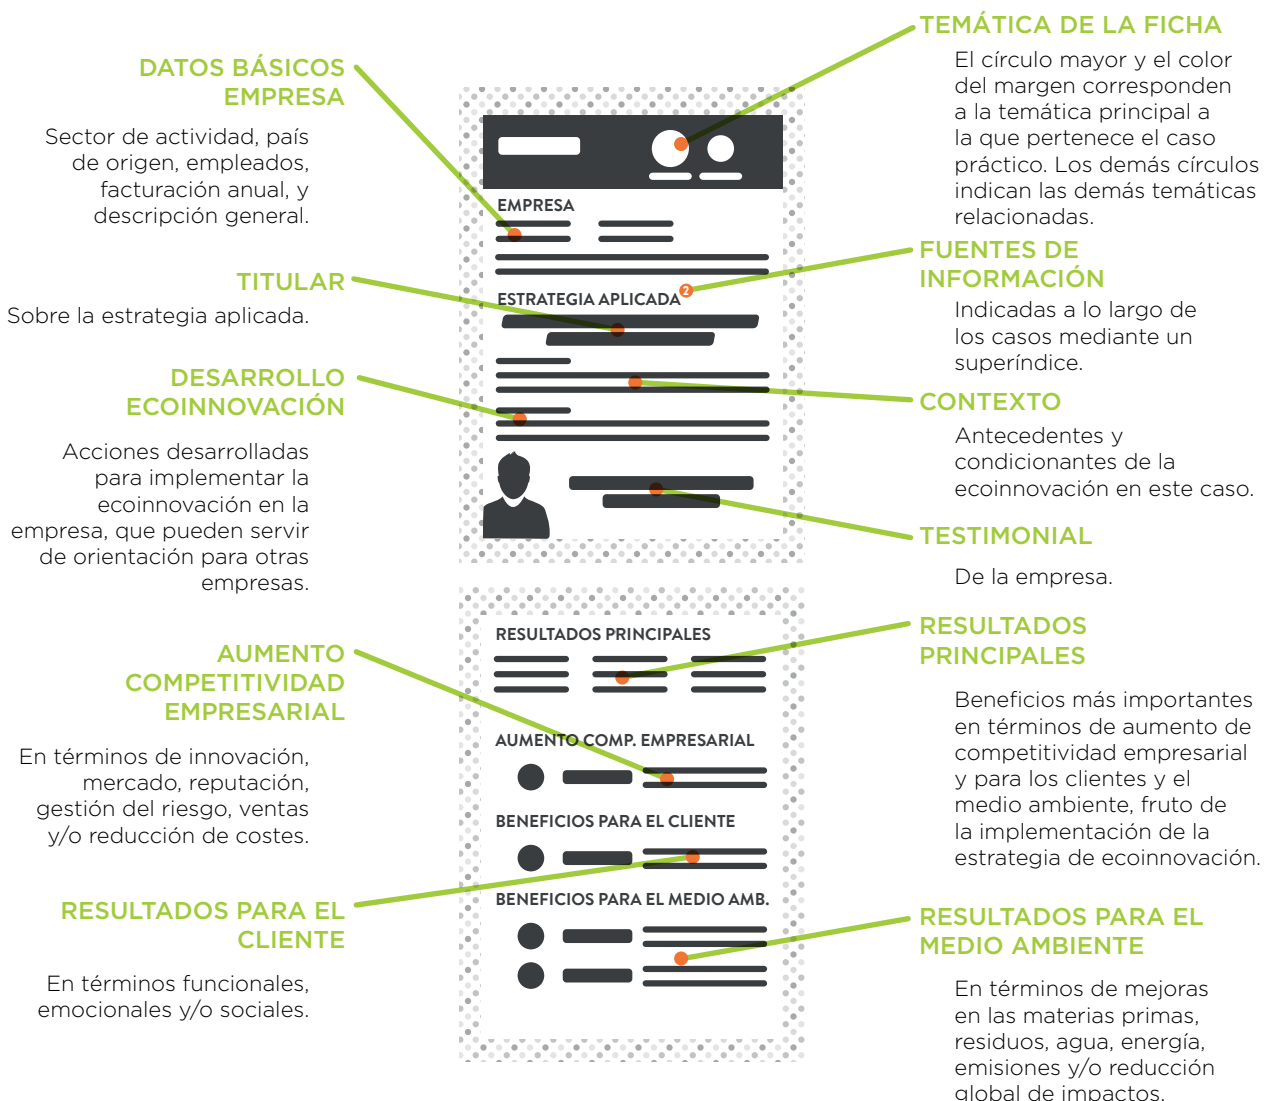 DATOS BÁSICOS
EMPRESA
Sector de actividad, país
de origen, empleados,
facturación anual, y
descripción general.
TITULAR
Sobre la estrategia aplicada.
DESARROLLO
ECOINNOVACIÓN
Acciones desarrolladas
para implementar la
ecoinnovación en la
empresa, que pueden servir
de orientación para otras
empresas.
AUMENTO
COMPETITIVIDAD
EMPRESARIAL
En términos de innovación,
mercado, reputación,
gestión del riesgo, ventas
y/o reducción de costes.
RESULTADOS PARA EL
CLIENTE
En términos funcionales,
emocionales y/o sociales.
EMPRESA
ESTRATEGIA APLICADA 2
RESULTADOS PRINCIPALES
AUMENTO COMP. EMPRESARIAL
BENEFICIOS PARA EL CLIENTE
BENEFICIOS PARA EL MEDIO AMB.
TEMÁTICA DE LA FICHA
El círculo mayor y el color
del margen corresponden
a la temática principal a
la que pertenece el caso
práctico. Los demás círculos
indican las demás temáticas
relacionadas.
FUENTES DE
INFORMACIÓN
Indicadas a lo largo de
los casos mediante un
superíndice.
CONTEXTO
Antecedentes y
condicionantes de la
ecoinnovación en este caso.
TESTIMONIAL
De la empresa.
RESULTADOS
PRINCIPALES
Beneficios más importantes
en términos de aumento de
competitividad empresarial
y para los clientes y el
medio ambiente, fruto de
la implementación de la
estrategia de ecoinnovación.
RESULTADOS PARA EL
MEDIO AMBIENTE
En términos de mejoras
en las materias primas,
residuos, agua, energía,
emisiones y/o reducción
global de impactos.